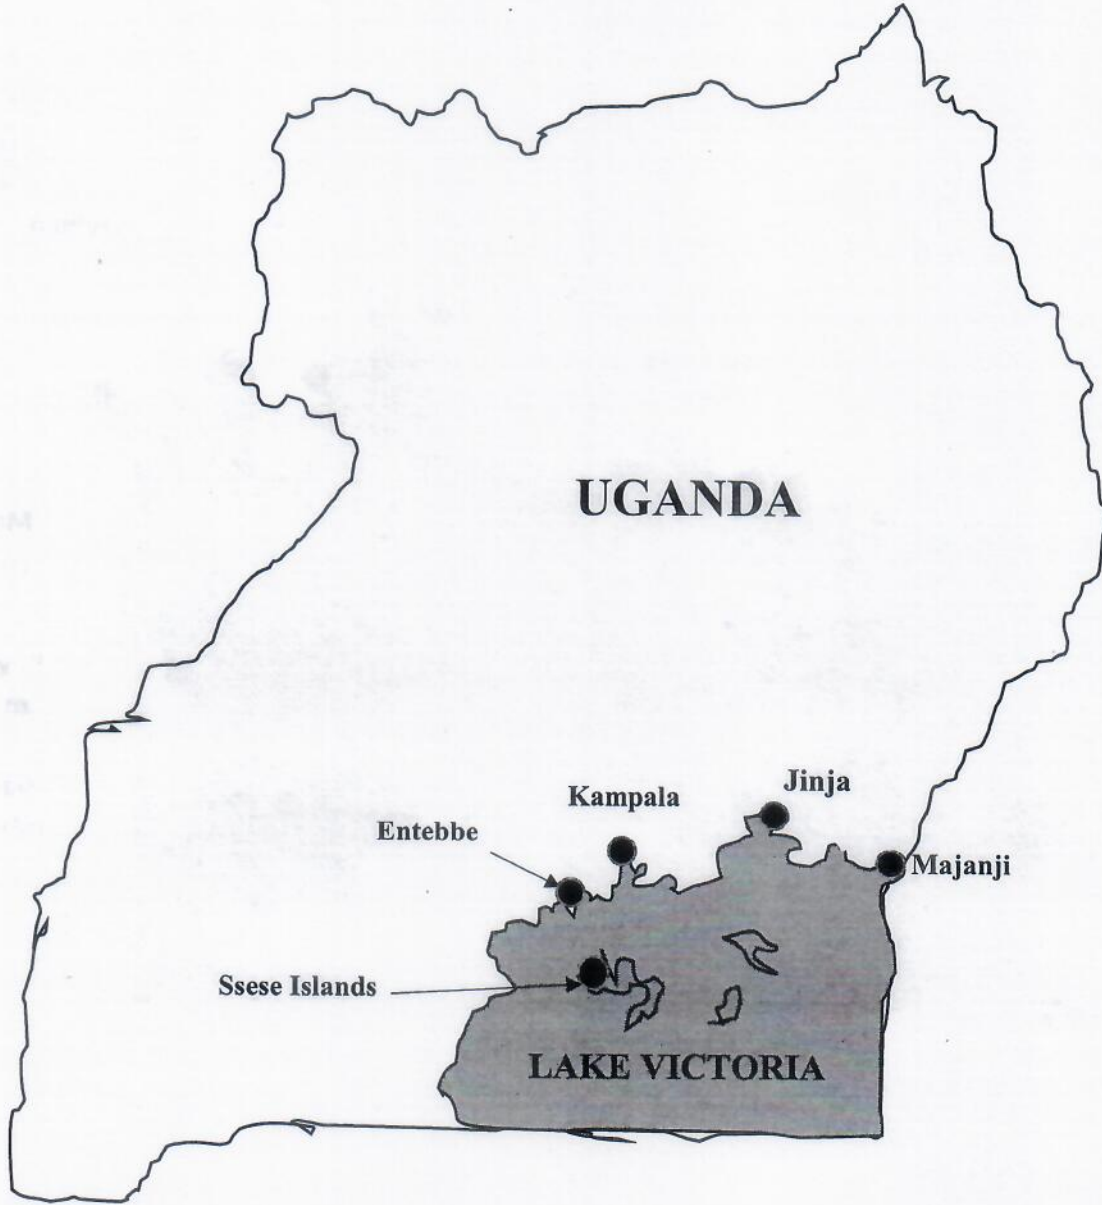 UGANDA
Jinja
Kampala
Entebbe
Majanji
Ssese Islands
LAKE VICTORIA